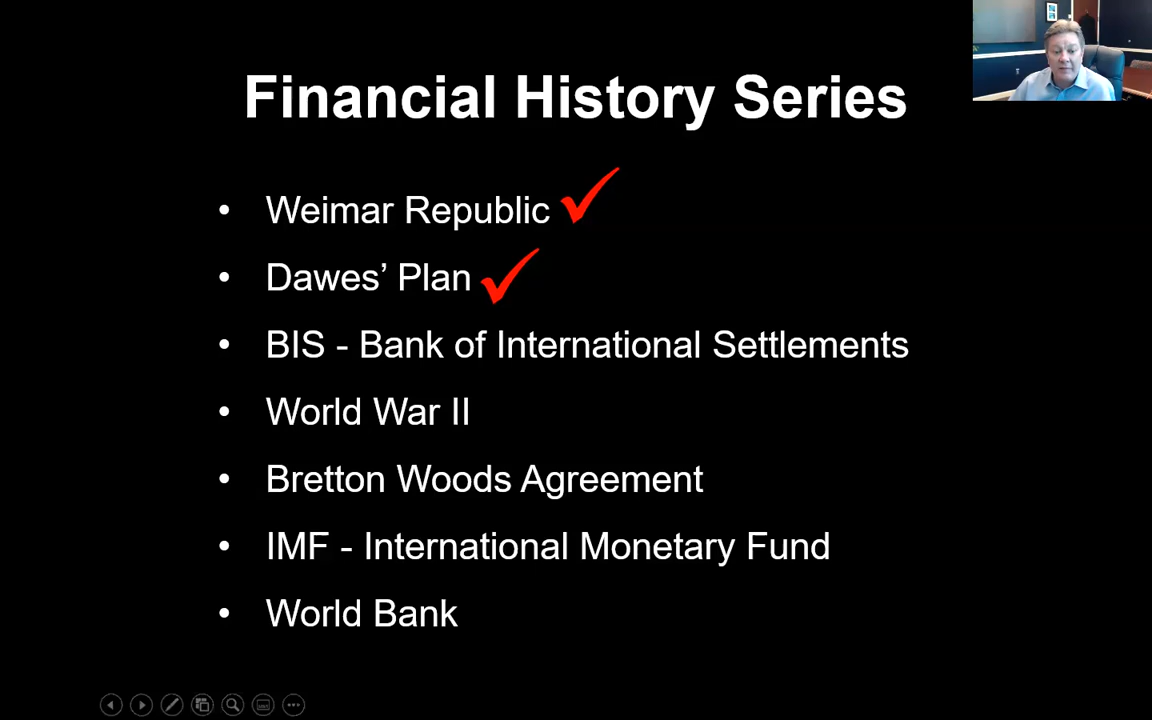 Financial History Series
• Weimar Republic
• Dawes’ Plan
• BIS - Bank of International Settlements
• World War II
• Bretton Woods Agreement
• IMF - International Monetary Fund
• World Bank